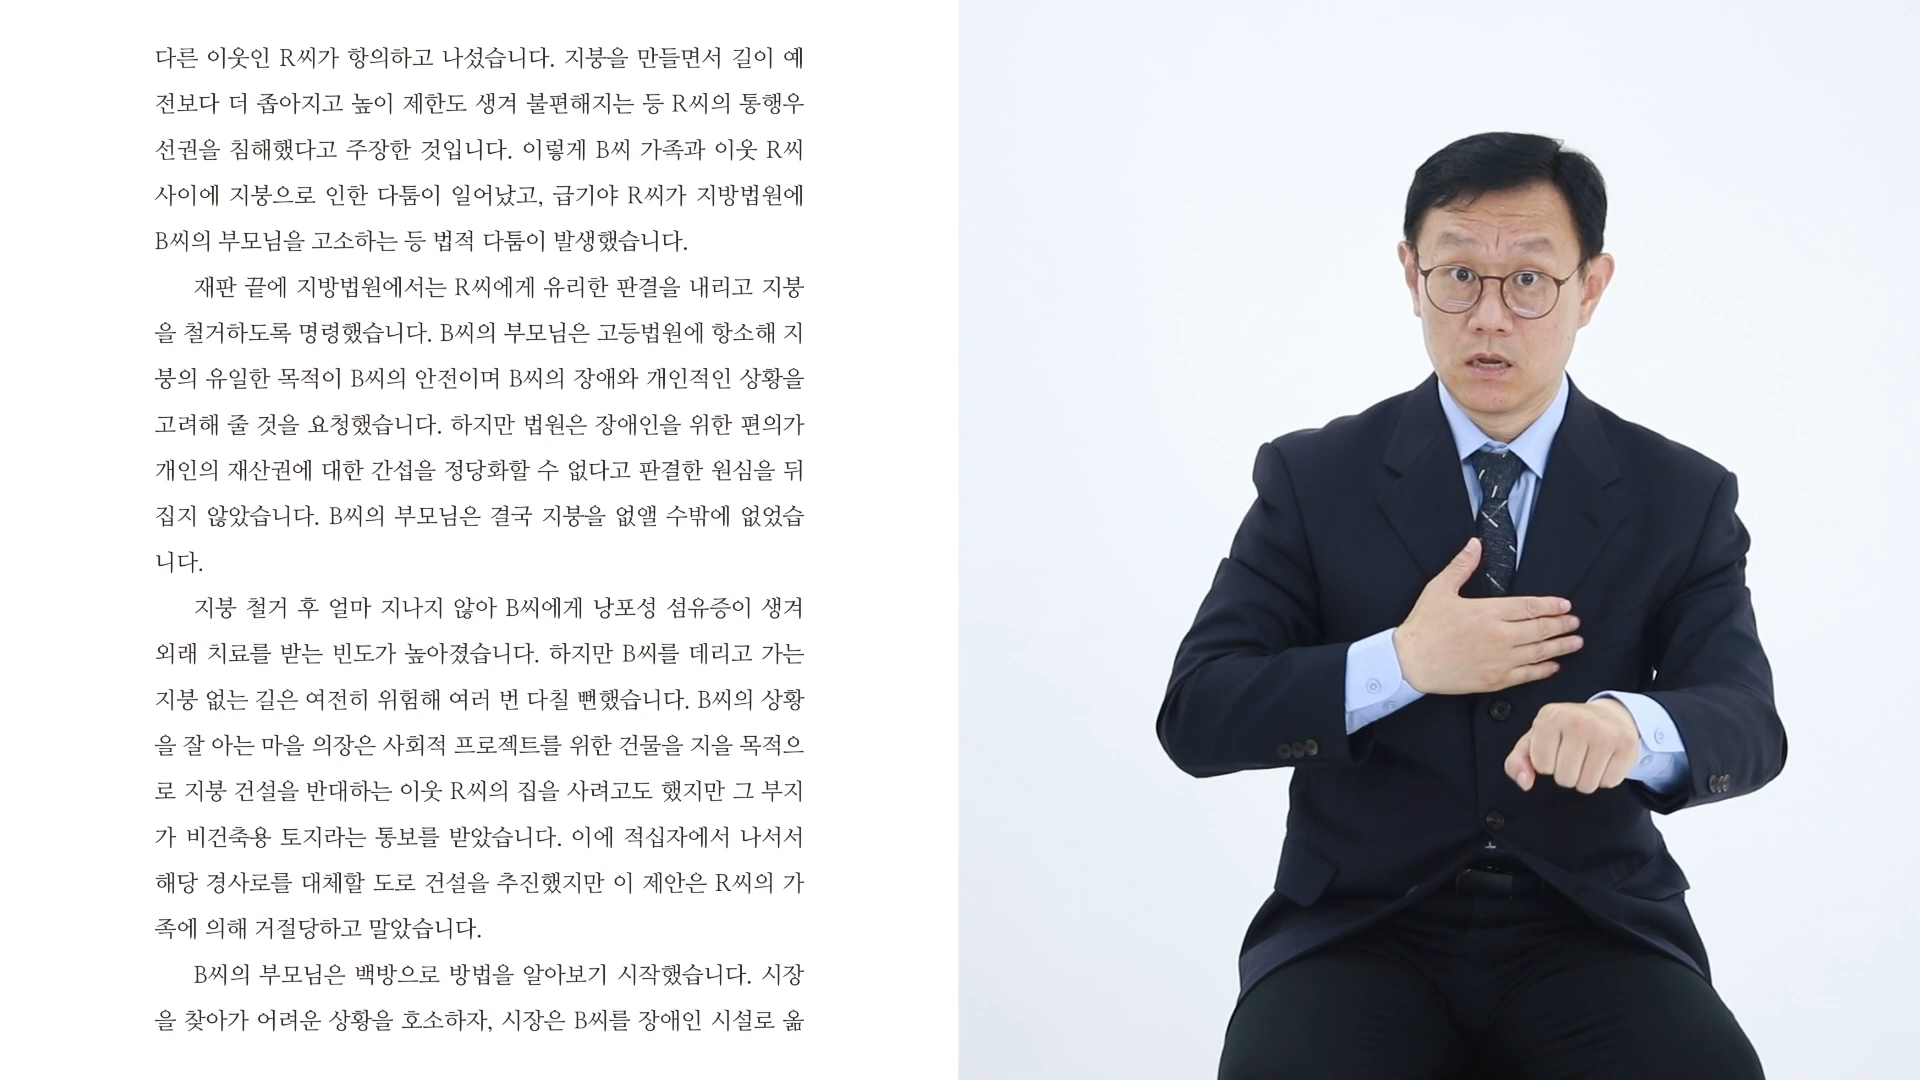 다른 이웃인 R씨가 항의하고 나섰습니다. 지붕을 만들면서 길이 예
전보다 더 좁아지고 높이 제한도 생겨 불편해지는 등 R씨의 통행우
선권을 침해했다고 주장한 것입니다. 이렇게 B씨 가족과 이웃 R씨
사이에 지붕으로 인한 다툼이 일어났고, 급기야 R씨가 지방법원에
B씨의 부모님을 고소하는 등 법적 다툼이 발생했습니다.
재판 끝에 지방법원에서는 R씨에게 유리한 판결을 내리고 지붕
을 철거하도록 명령했습니다. B씨의 부모님은 고등법원에 항소해 지
붕의 유일한 목적이 B씨의 안전이며 B씨의 장애와 개인적인 상황을
고려해 줄 것을 요청했습니다. 하지만 법원은 장애인을 위한 편의가
개인의 재산권에 대한 간섭을 정당화할 수 없다고 판결한 원심을 뒤
집지 않았습니다. B씨의 부모님은 결국 지붕을 없앨 수밖에 없었습
니다.
지붕 철거 후 얼마 지나지 않아 B씨에게 낭포성 섬유증이 생겨
외래 치료를 받는 빈도가 높아졌습니다. 하지만 B씨를 데리고 가는
지붕 없는 길은 여전히 위험해 여러 번 다칠 뻔했습니다. B씨의 상황
을 잘 아는 마을 의장은 사회적 프로젝트를 위한 건물을 지을 목적으
로 지붕 건설을 반대하는 이웃 R씨의 집을 사려고도 했지만 그 부지
가 비건축용 토지라는 통보를 받았습니다. 이에 적십자에서 나서서
해당 경사로를 대체할 도로 건설을 추진했지만 이 제안은 R씨의 가
족에 의해 거절당하고 말았습니다.
B씨의 부모님은 백방으로 방법을 알아보기 시작했습니다. 시장
을 찾아가 어려운 상황을 호소하자, 시장은 B씨를 장애인 시설로 옮